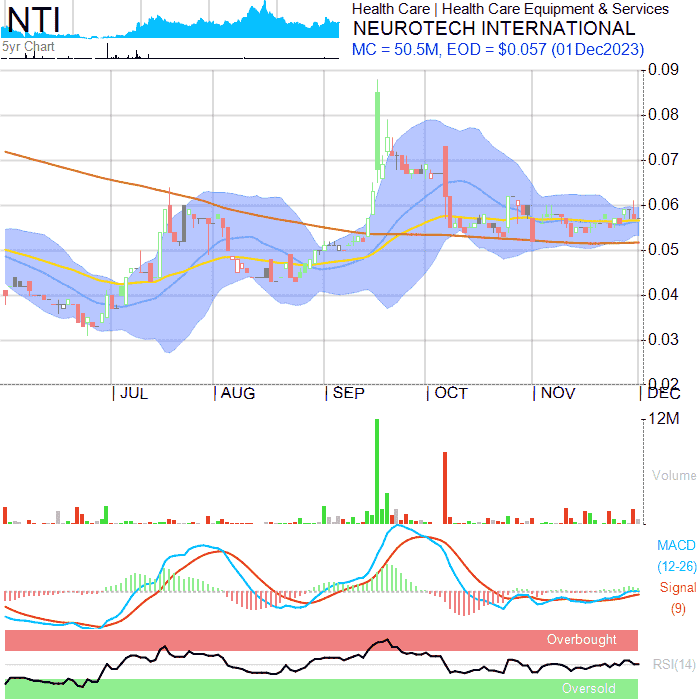 NTI
5yr Chart
Health Care | Health Care Equipment & Services
NEUROTECH INTERNATIONAL
MC = 50.5M, EOD = $0.057 (01Dec2023)
0.09
0.08
0.07
0.06
0.05
0.04
0.03
0.02
| JUL | AUG | SEP | OCT | NOV | DEC
12M
Volume
MACD
(12-26)
Signal
(9)
Overbought
RSI(14)
Oversold